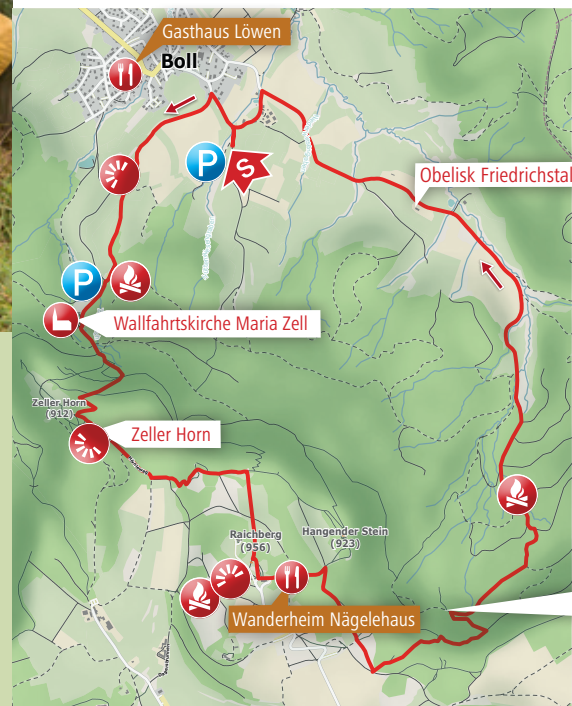 Gasthaus Löwen
Boll
P
S
Obelisk Friedrichstal
P
Wallfahrtskirche Maria Zell
Zeller Horn
(912)
Zeller Horn
Raichberg
(956)
Hangender Stein
(923)
Wanderheim Nägelehaus